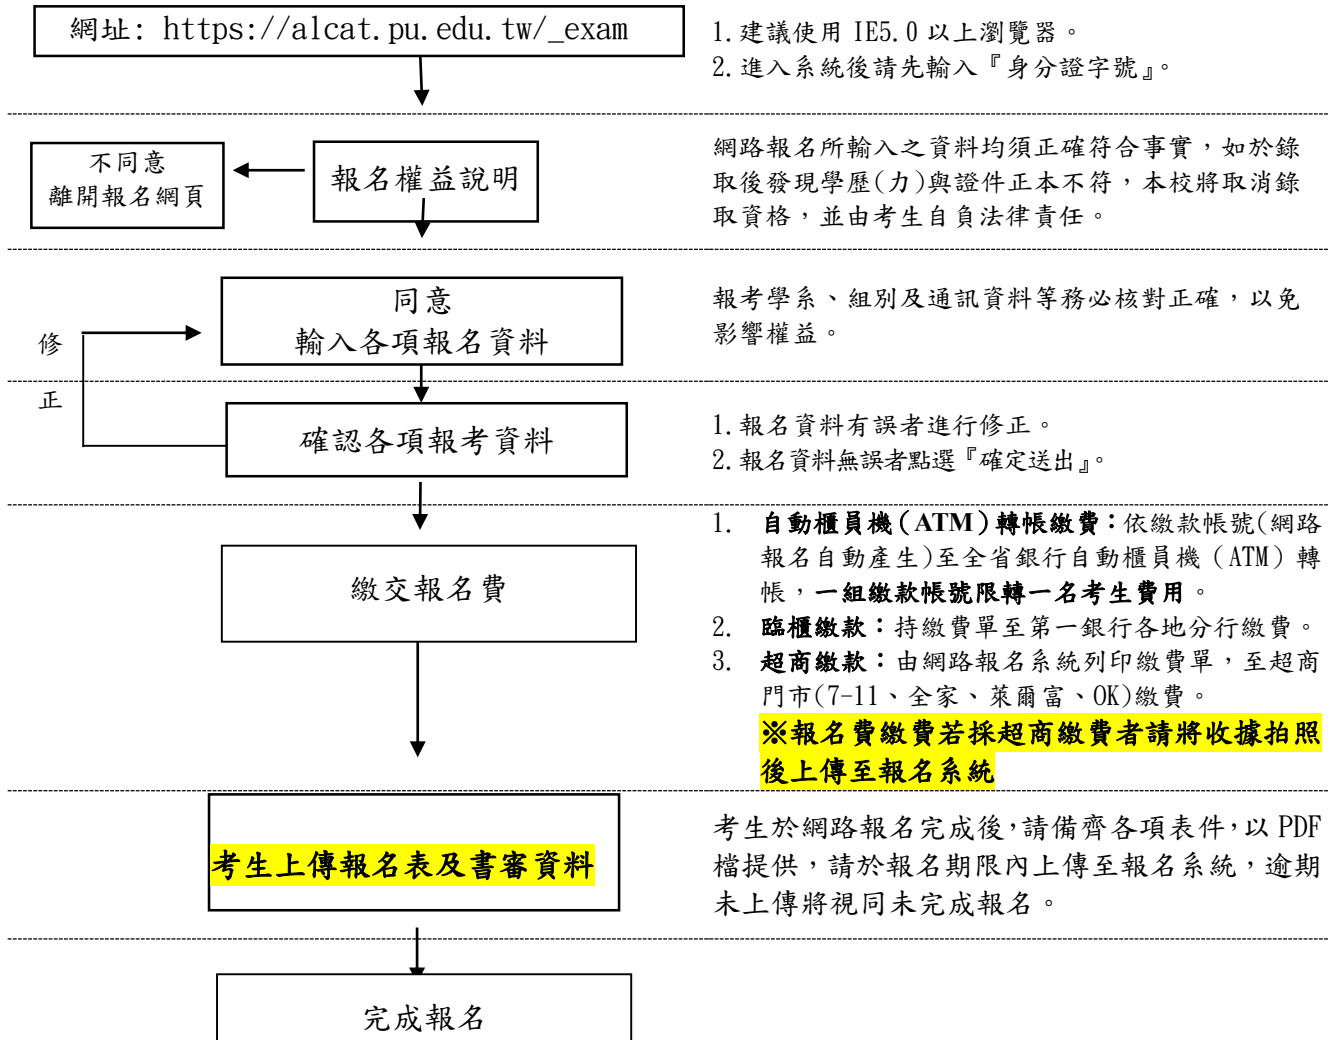 網址: https://alcat.pu.edu.tw/_exam
1.建議使用 IE5.0 以上瀏覽器。
2.進入系統後請先輸入『身分證字號』。
不同意
離開報名網頁
報名權益說明
網路報名所輸入之資料均須正確符合事實，如於錄
取後發現學歷(力)與證件正本不符，本校將取消錄
取資格，並由考生自負法律責任。
同意
輸入各項報名資料
報考學系、組別及通訊資料等務必核對正確，以免
影響權益。
修
正
確認各項報考資料
1.報名資料有誤者進行修正。
2.報名資料無誤者點選『確定送出』。
繳交報名費
1. 自動櫃員機（ATM）轉帳繳費：依繳款帳號(網路
報名自動產生)至全省銀行自動櫃員機（ATM）轉
帳，一組繳款帳號限轉一名考生費用。
2. 臨櫃繳款：持繳費單至第一銀行各地分行繳費。
3. 超商繳款：由網路報名系統列印繳費單，至超商
門市(7-11、全家、萊爾富、OK)繳費。
※報名費繳費若採超商繳費者請將收據拍照
後上傳至報名系統
考生上傳報名表及書審資料
考生於網路報名完成後，請備齊各項表件，以 PDF
檔提供，請於報名期限內上傳至報名系統，逾期
未上傳將視同未完成報名。
完成報名